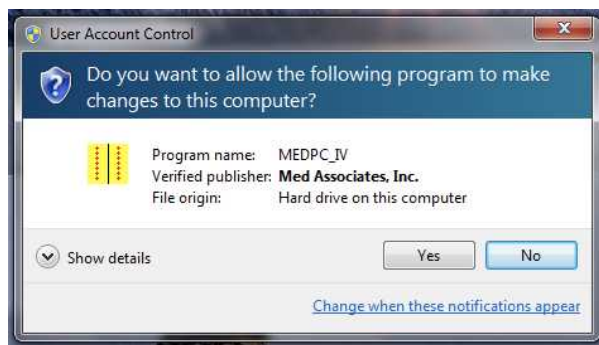 User Account Control
Do you want to allow the following program to make
changes to this computer?
Program name: MEDPC_IV
Verified publisher: Med Associates, Inc.
File origin: Hard drive on this computer
Show details
Yes No
Change when these notifications appear